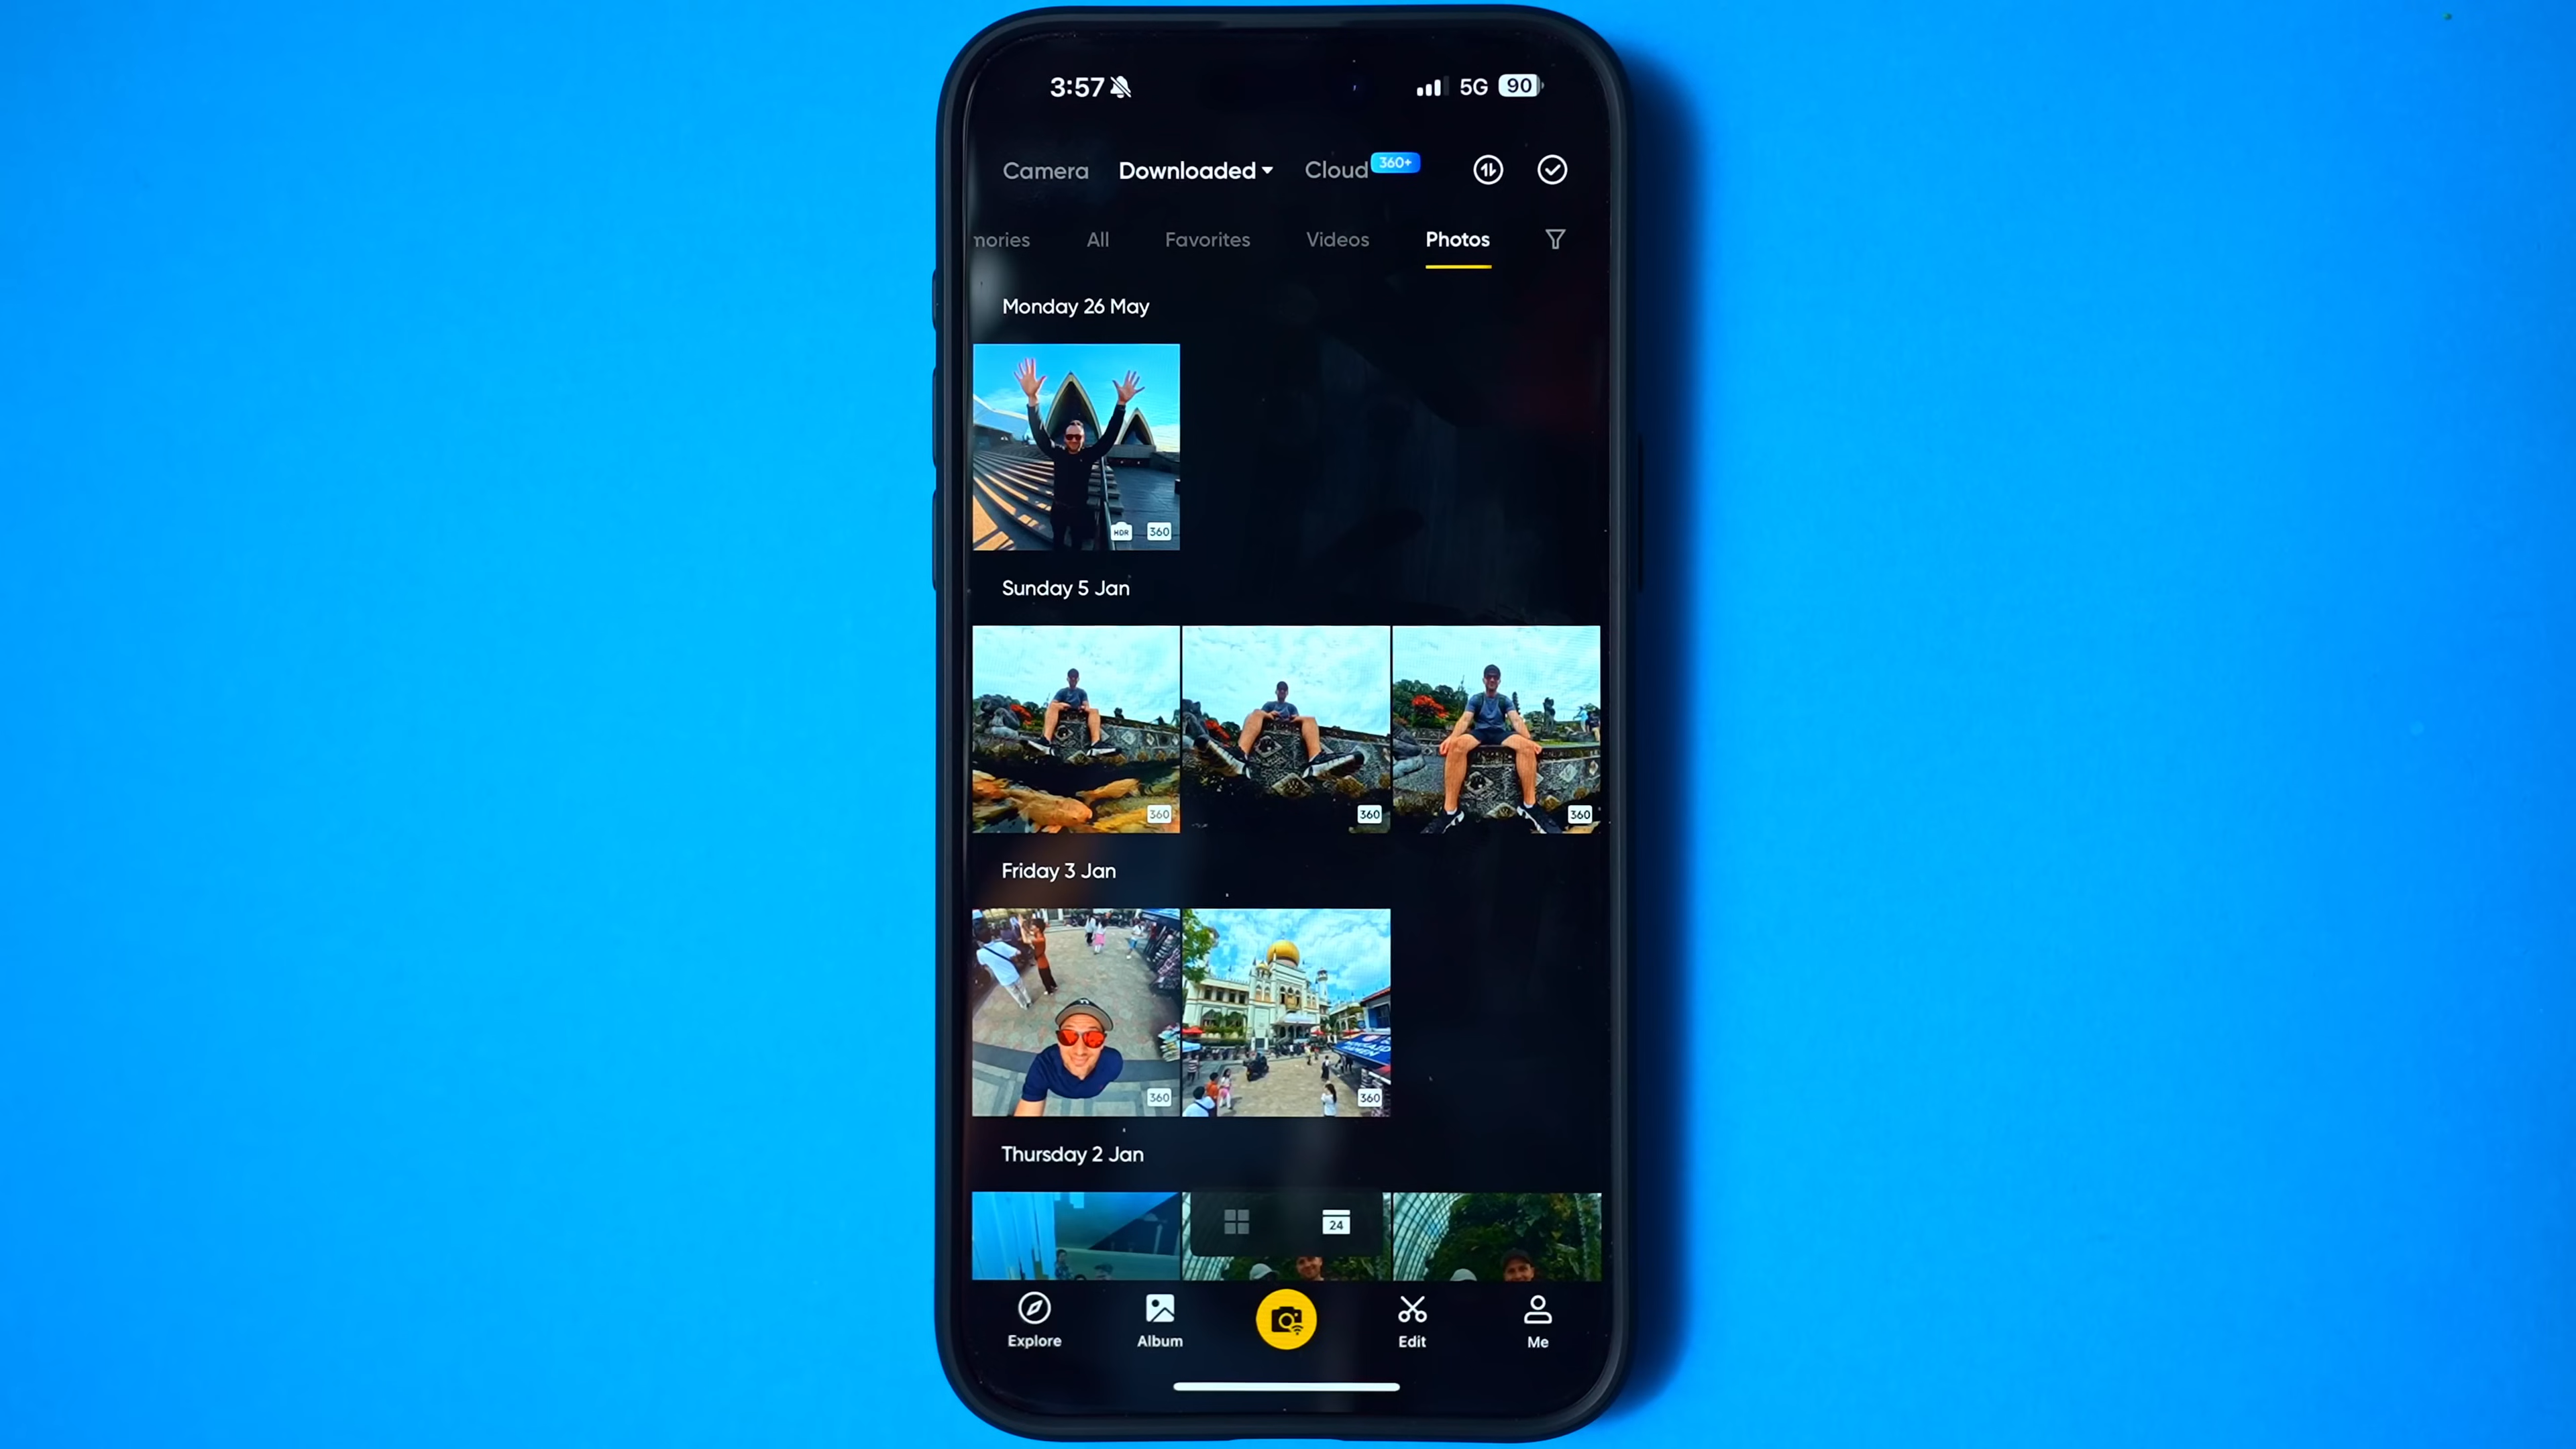 3:57 5G 90
Camera Downloaded Cloud 360+
All Favorites Videos Photos
Monday 26 May
HDR 360
Sunday 5 Jan
360 360 360
Friday 3 Jan
360 360
Thursday 2 Jan
24
Explore Album Edit Me